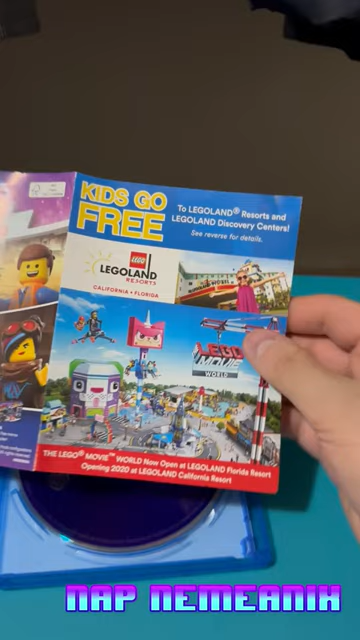 KIDS GO
FREE
To LEGOLAND® Resorts and
LEGOLAND Discovery Centers!
See reverse for details.
LEGO
LEGOLAND
RESORTS
CALIFORNIA • FLORIDA
LEGO
MOVIE
WORLD
THE LEGO® MOVIE™ WORLD Now Open at LEGOLAND Florida Resort
Opening 2020 at LEGOLAND California Resort
NAP NEMEANIH